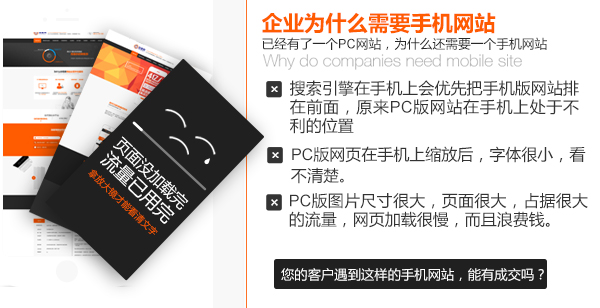 企业为什么需要手机网站
已经有了一个PC网站，为什么还需要一个手机网站
Why do companies need mobile site
搜索引擎在手机上会优先把手机版网站排
在前面，原来PC版网站在手机上处于不
利的位置
PC版网页在手机上缩放后，字体很小，看
不清楚。
PC版图片尺寸很大，页面很大，占据很大
的流量，网页加载很慢，而且浪费钱。
您的客户遇到这样的手机网站，能有成交吗？
页面没加载完
流量已用完
拿放大镜才能看清文字